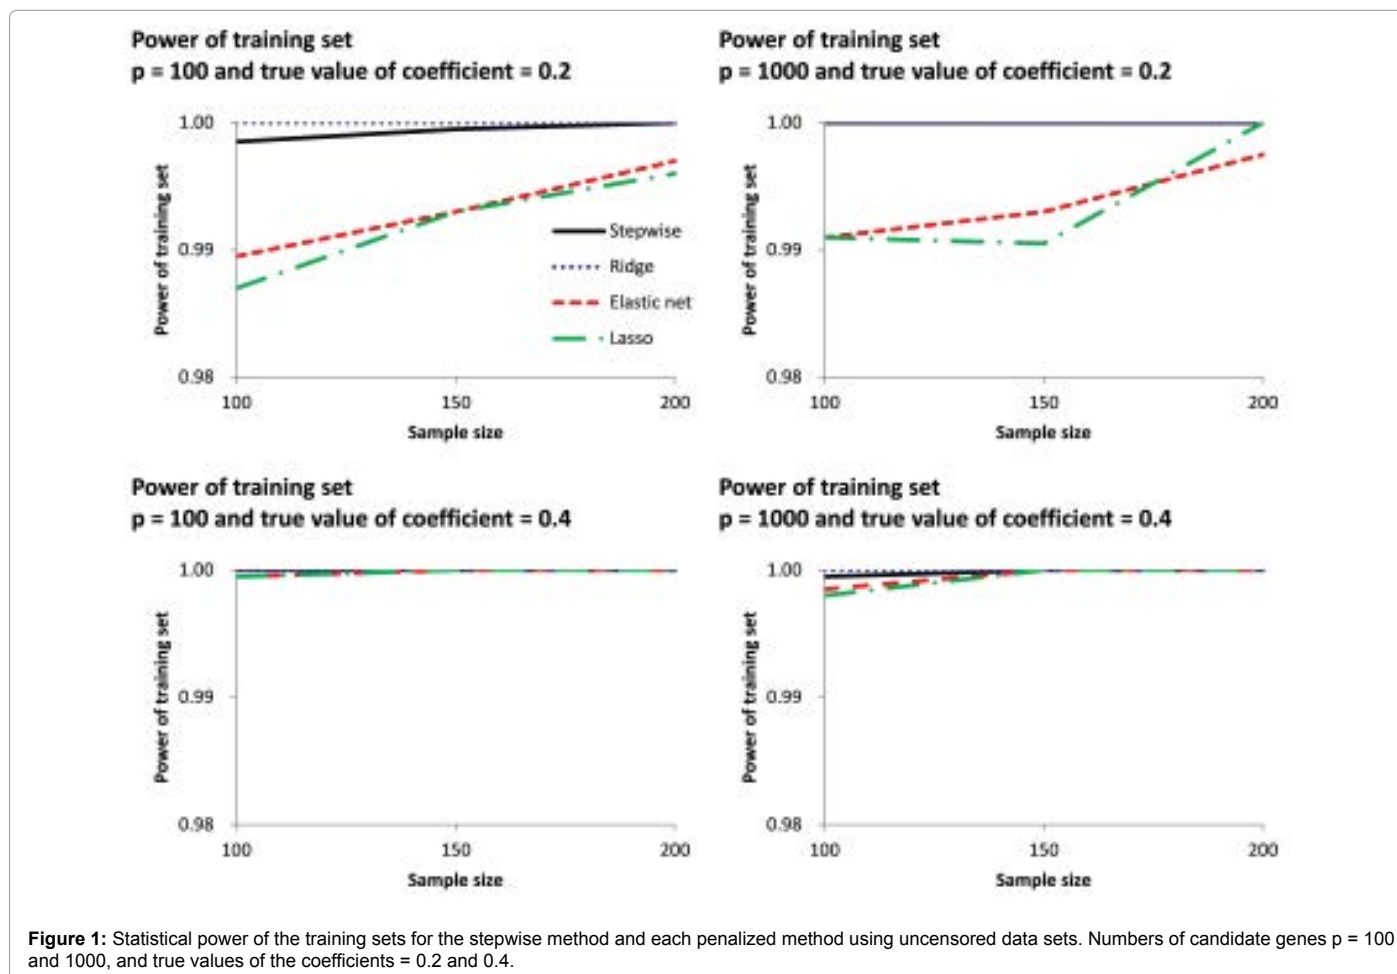 Power of training set
p = 100 and true value of coefficient = 0.2
1.00
0.99
0.98
Power of training set
100
150
200
Sample size
Stepwise
Ridge
Elastic net
Lasso
Power of training set
p = 1000 and true value of coefficient = 0.2
1.00
0.99
0.98
Power of training set
100
150
200
Sample size
Power of training set
p = 100 and true value of coefficient = 0.4
1.00
0.99
0.98
Power of training set
100
150
200
Sample size
Power of training set
p = 1000 and true value of coefficient = 0.4
1.00
0.99
0.98
Power of training set
100
150
200
Sample size
Figure 1: Statistical power of the training sets for the stepwise method and each penalized method using uncensored data sets. Numbers of candidate genes p = 100
and 1000, and true values of the coefficients = 0.2 and 0.4.